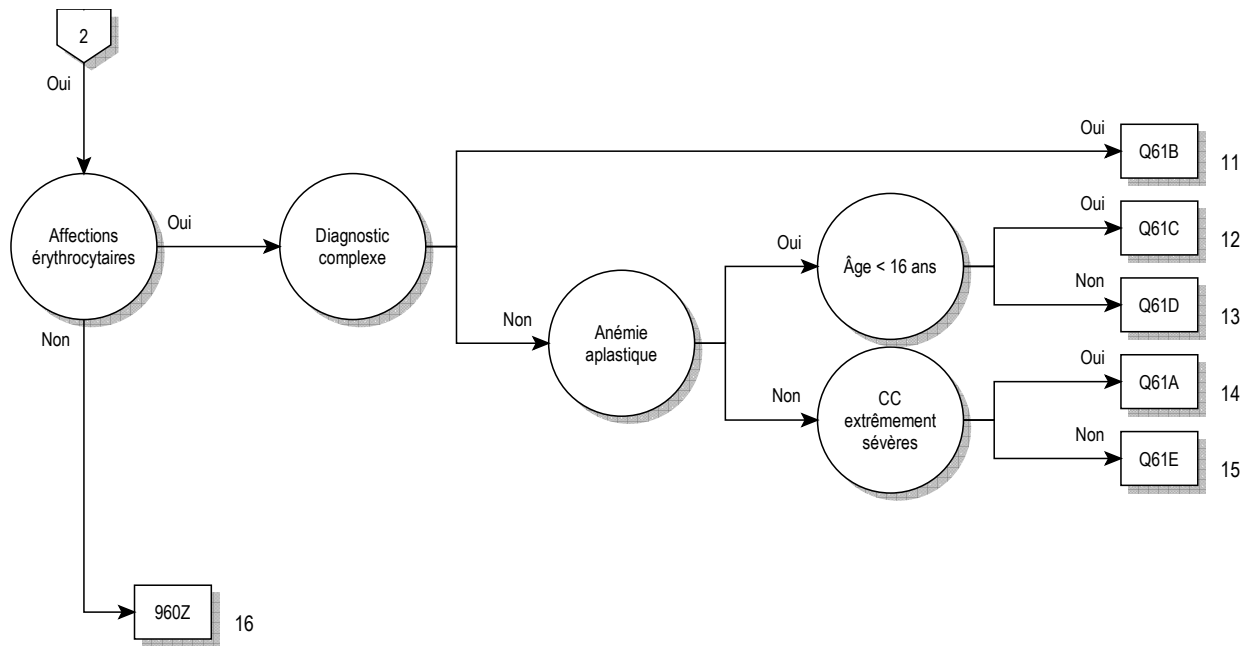 2
Oui
Oui
Q61B
11
Affections
érythrocytaires
Oui
Diagnostic
complexe
Oui
Q61C
12
Oui
Âge < 16 ans
Non
Q61D
13
Non
Non
Anémie
aplastique
Oui
Q61A
14
Non
CC
extrêmement
sévères
Non
Q61E
15
960Z
16